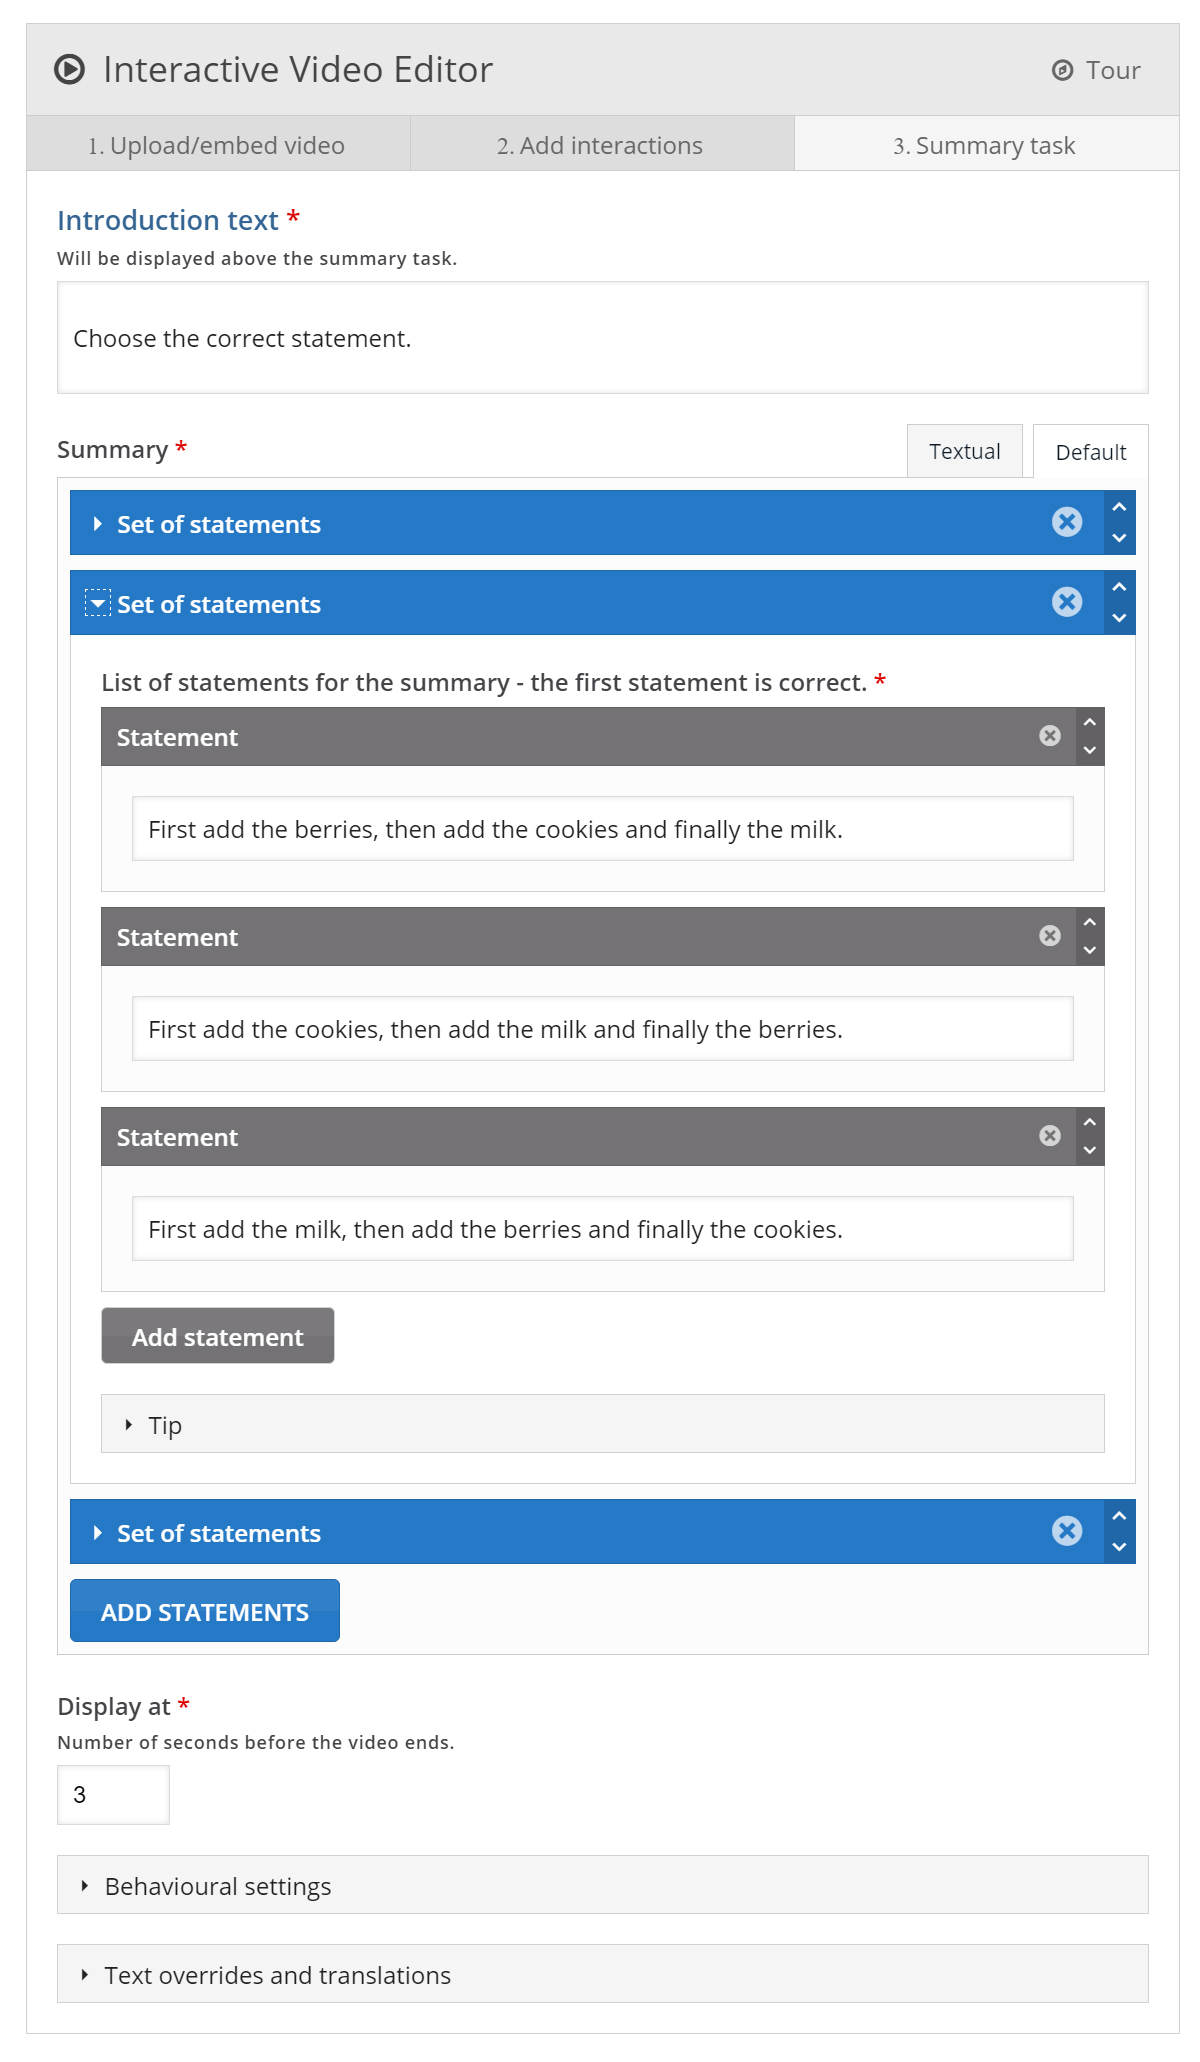 Interactive Video Editor
Tour
1. Upload/embed video
2. Add interactions
3. Summary task
Introduction text *
Will be displayed above the summary task.
Choose the correct statement.
Summary *
Textual
Default
Set of statements
Set of statements
List of statements for the summary - the first statement is correct. *
Statement
First add the berries, then add the cookies and finally the milk.
Statement
First add the cookies, then add the milk and finally the berries.
Statement
First add the milk, then add the berries and finally the cookies.
Add statement
Tip
Set of statements
ADD STATEMENTS
Display at *
Number of seconds before the video ends.
3
Behavioural settings
Text overrides and translations